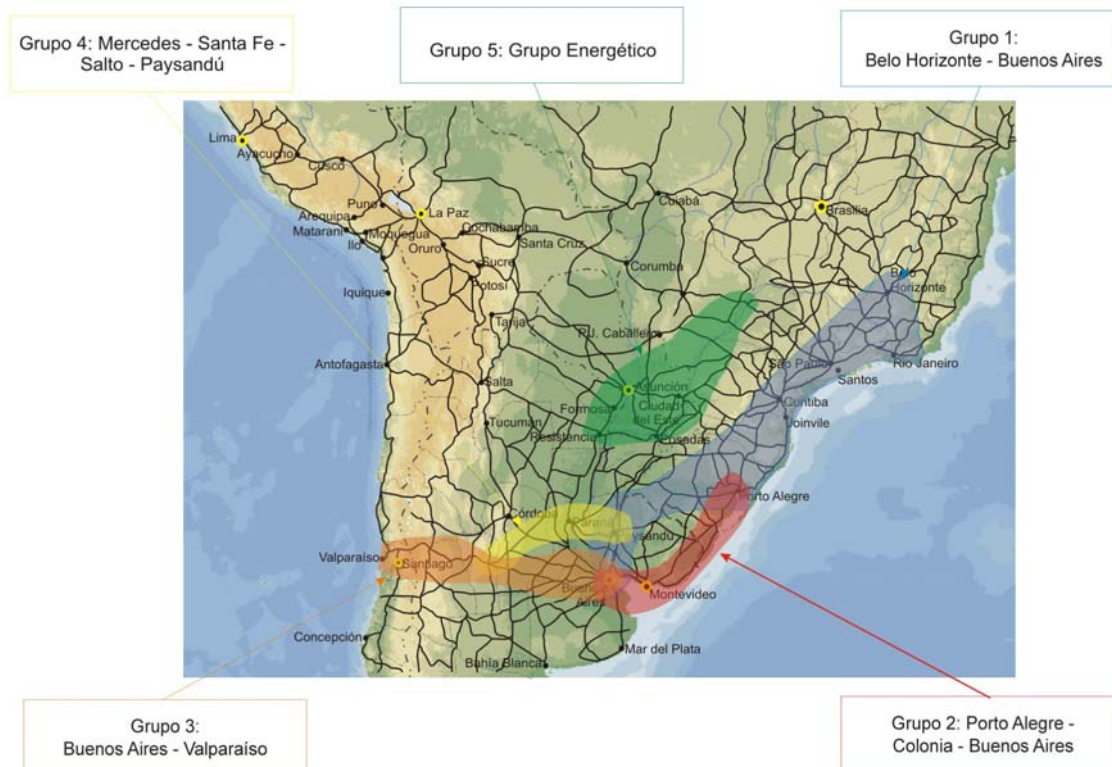 Grupo 4: Mercedes - Santa Fe -
Salto - Paysandú
Grupo 5: Grupo Energético
Grupo 1:
Belo Horizonte - Buenos Aires
Lima
Ayacucho
Cusco
Puno
La Paz
Arequipa
Matarani
Moquegua
Ilo
Cochabamba
Oruro
Santa Cruz
Sucre
Potosí
Cuiabá
Brasilia
Corumbá
Belo
Horizonte
Iquique
Tarija
P.J. Caballero
Antofagasta
São Paulo
Rio Janeiro
Santos
Salta
Asunción
Formosa
Ciudad
del Este
Curitiba
Joinvile
Tucumán
Resistencia
Posadas
Porto Alegre
Córdoba
Paraná
Paysandú
Valparaíso
Santiago
Buenos
Aires
Montevideo
Concepción
Mar del Plata
Bahía Blanca
Grupo 3:
Buenos Aires - Valparaíso
Grupo 2: Porto Alegre -
Colonia - Buenos Aires